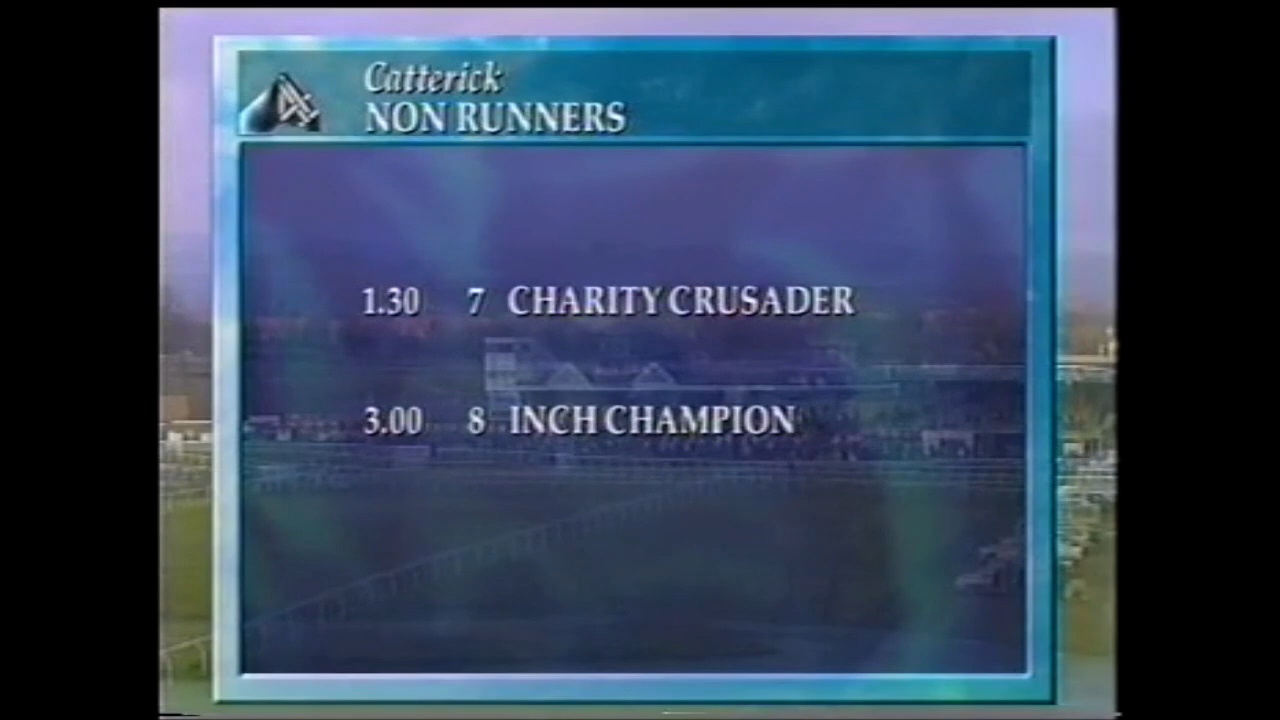 Catterick
NON RUNNERS
1.30 7 CHARITY CRUSADER
3.00 8 INCH CHAMPION